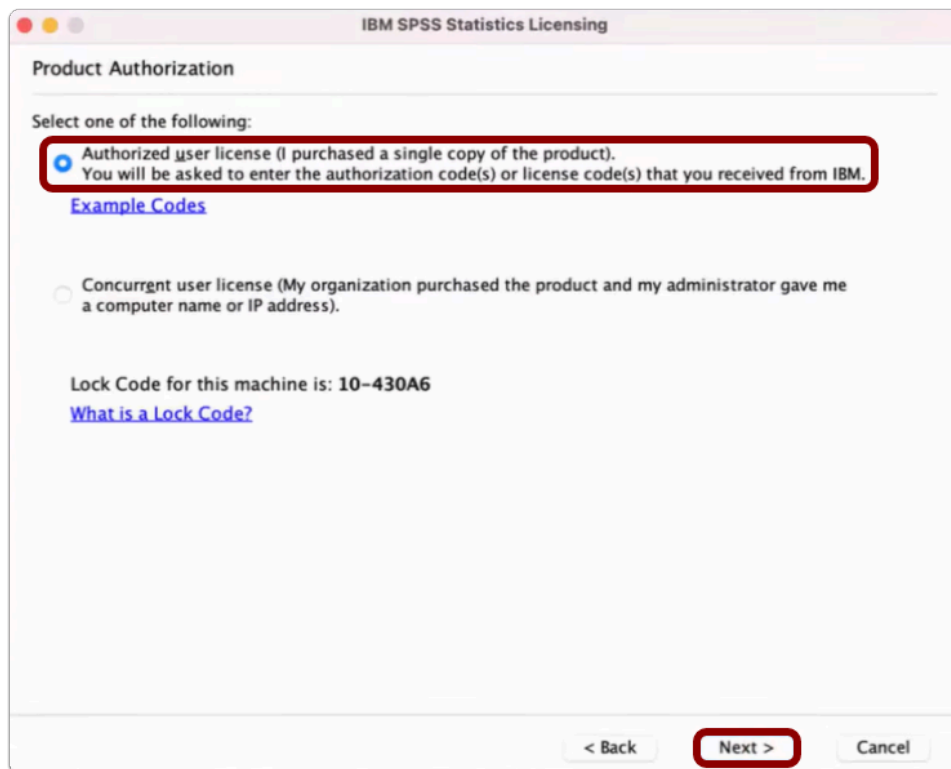 IBM SPSS Statistics Licensing
Product Authorization
Select one of the following:
Authorized user license (I purchased a single copy of the product).
You will be asked to enter the authorization code(s) or license code(s) that you received from IBM.
Example Codes
Concurrent user license (My organization purchased the product and my administrator gave me
a computer name or IP address).
Lock Code for this machine is: 10-430A6
What is a Lock Code?
< Back Next > Cancel